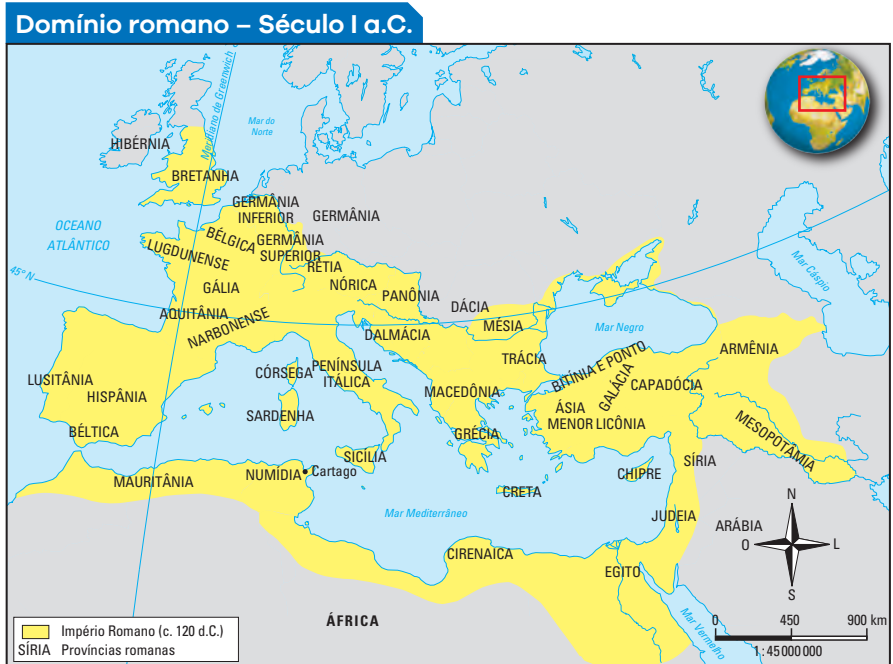 Domínio romano – Século I a.C.
Meridiano de Greenwich
Mar do
Norte
HIBÉRNIA
BRETANHA
OCEANO
ATLÂNTICO
GERMÂNIA
INFERIOR
GERMÂNIA
BÉLGICA
LUGDUNENSE
GERMÂNIA
SUPERIOR
RÉTIA
45° N
GÁLIA
NÓRICA
PANÔNIA
DÁCIA
Mar Cáspio
AQUITÂNIA
NARBONENSE
DALMÁCIA
MÉSIA
Mar Negro
TRÁCIA
BITÍNIA E PONTO
ARMÊNIA
LUSITÂNIA
HISPÂNIA
CÓRSEGA
PENÍNSULA
ITÁLICA
MACEDÔNIA
GALÁCIA
CAPADÓCIA
SARDENHA
ÁSIA
MENOR
LICÔNIA
MESOPOTÂMIA
BÉLTICA
GRÉCIA
SICÍLIA
MAURITÂNIA
NUMÍDIA
Cartago
CRETA
CHIPRE
SÍRIA
Mar Mediterrâneo
JUDEIA
ARÁBIA
N
O
L
S
CIRENAICA
EGITO
Mar Vermelho
ÁFRICA
Império Romano (c. 120 d.C.)
SÍRIA Províncias romanas
0 450 900 km
1 : 45 000 000